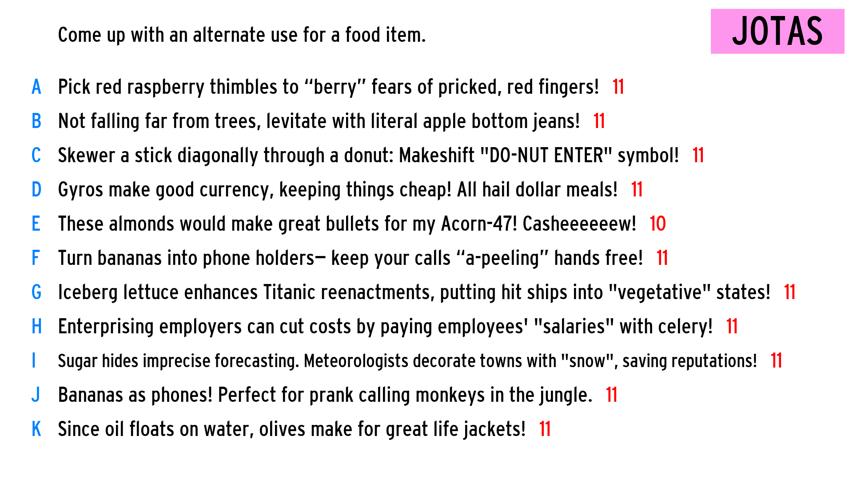 Come up with an alternate use for a food item.
JOTAS
A Pick red raspberry thimbles to “berry” fears of pricked, red fingers! 11
B Not falling far from trees, levitate with literal apple bottom jeans! 11
C Skewer a stick diagonally through a donut: Makeshift "DO-NUT ENTER" symbol! 11
D Gyros make good currency, keeping things cheap! All hail dollar meals! 11
E These almonds would make great bullets for my Acorn-47! Casheeeeeew! 10
F Turn bananas into phone holders— keep your calls “a-peeling” hands free! 11
G Iceberg lettuce enhances Titanic reenactments, putting hit ships into "vegetative" states! 11
H Enterprising employers can cut costs by paying employees' "salaries" with celery! 11
I Sugar hides imprecise forecasting. Meteorologists decorate towns with "snow", saving reputations! 11
J Bananas as phones! Perfect for prank calling monkeys in the jungle. 11
K Since oil floats on water, olives make for great life jackets! 11